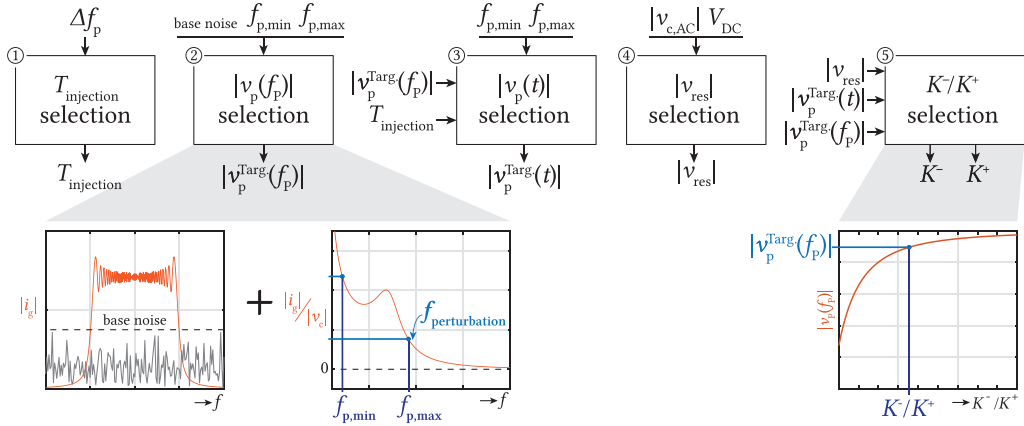 Δf_p
①
T_injection
selection
T_injection
base noise f_p,min f_p,max
②
|v_p(f_p)|
selection
|v_p^Targ.(f_p)|
f_p,min f_p,max
③
|v_p^Targ.(f_p)|
T_injection
|v_p(t)|
selection
|v_p^Targ.(t)|
|v_c,AC| V_DC
④
|v_res|
selection
|v_res|
⑤
|v_res|
|v_p^Targ.(t)|
|v_p^Targ.(f_p)|
K⁻/K⁺
selection
K⁻ K⁺
|i_g|
base noise
→f
+
|i_g|/|v_c|
f_perturbation
0
f_p,min f_p,max
→f
|v_p^Targ.(f_p)|
|v_p(f_p)|
K⁻/K⁺
→K⁻/K⁺